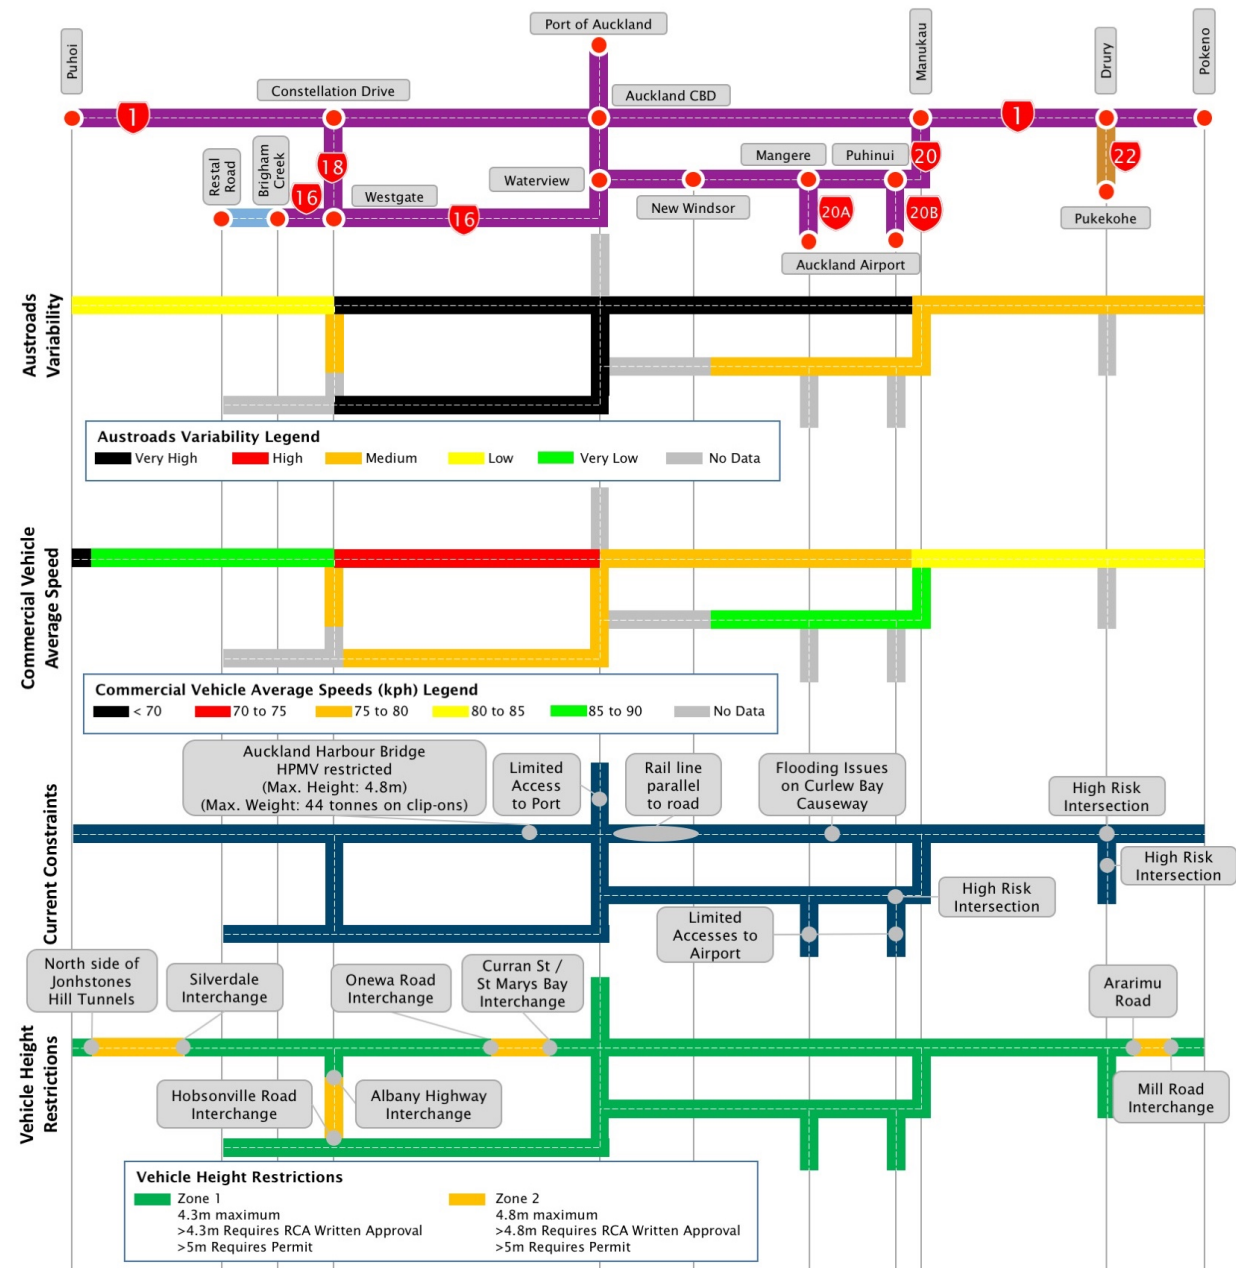 Port of Auckland
Puhoi
Manukau
Drury
Pokeno
Constellation Drive
Auckland CBD
1
1
Restal
Road
Brigham
Creek
18
16
Westgate
16
Waterview
New Windsor
Mangere
Puhinui
20
22
20A
20B
Pukekohe
Auckland Airport
Austroads
Variability
Austroads Variability Legend
Very High
High
Medium
Low
Very Low
No Data
Commercial Vehicle
Average Speed
Commercial Vehicle Average Speeds (kph) Legend
< 70
70 to 75
75 to 80
80 to 85
85 to 90
No Data
Current Constraints
Auckland Harbour Bridge
HPMV restricted
(Max. Height: 4.8m)
(Max. Weight: 44 tonnes on clip-ons)
Limited
Access
to Port
Rail line
parallel
to road
Flooding Issues
on Curlew Bay
Causeway
High Risk
Intersection
High Risk
Intersection
High Risk
Intersection
Limited
Accesses to
Airport
Vehicle Height
Restrictions
North side of
Jonhstones
Hill Tunnels
Silverdale
Interchange
Onewa Road
Interchange
Curran St /
St Marys Bay
Interchange
Ararimu
Road
Hobsonville Road
Interchange
Albany Highway
Interchange
Mill Road
Interchange
Vehicle Height Restrictions
Zone 1
4.3m maximum
>4.3m Requires RCA Written Approval
>5m Requires Permit
Zone 2
4.8m maximum
>4.8m Requires RCA Written Approval
>5m Requires Permit